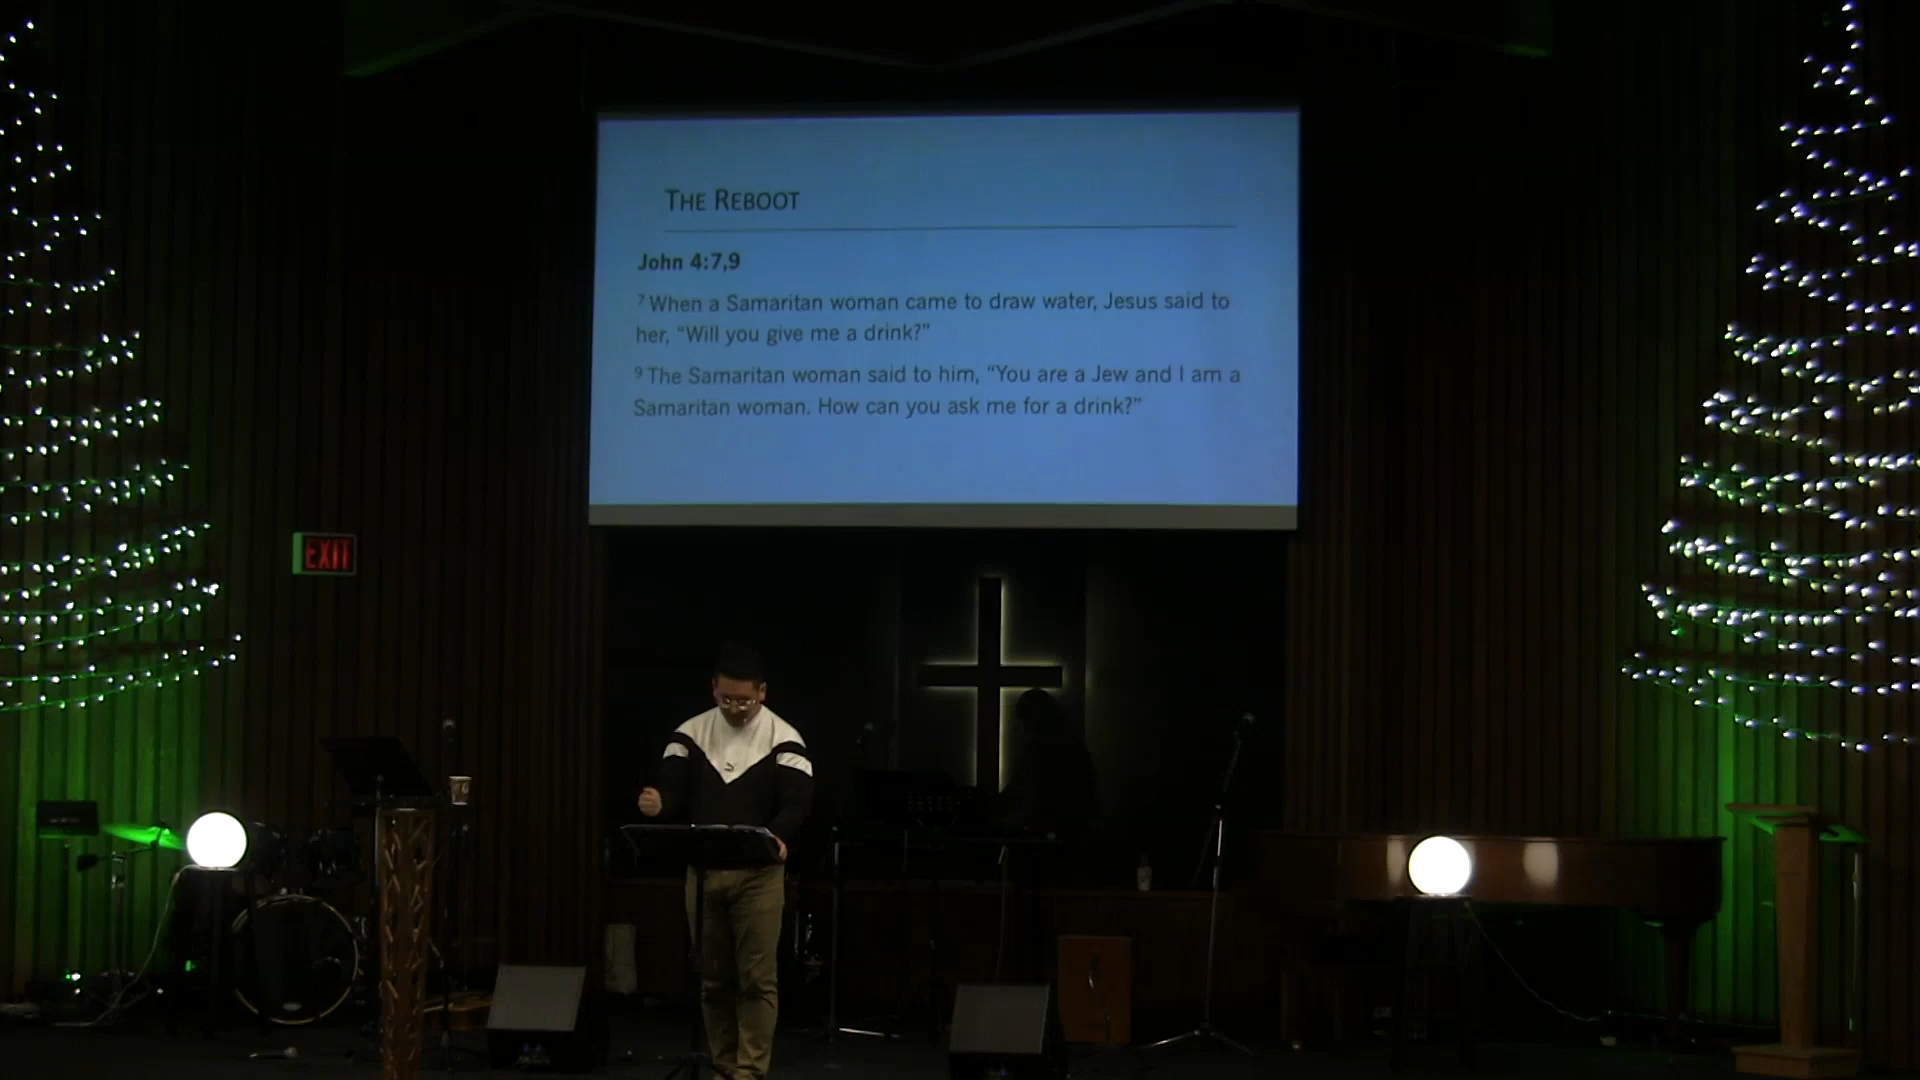 THE REBOOT
John 4:7,9
7 When a Samaritan woman came to draw water, Jesus said to
her, “Will you give me a drink?”
9 The Samaritan woman said to him, “You are a Jew and I am a
Samaritan woman. How can you ask me for a drink?”
EXIT